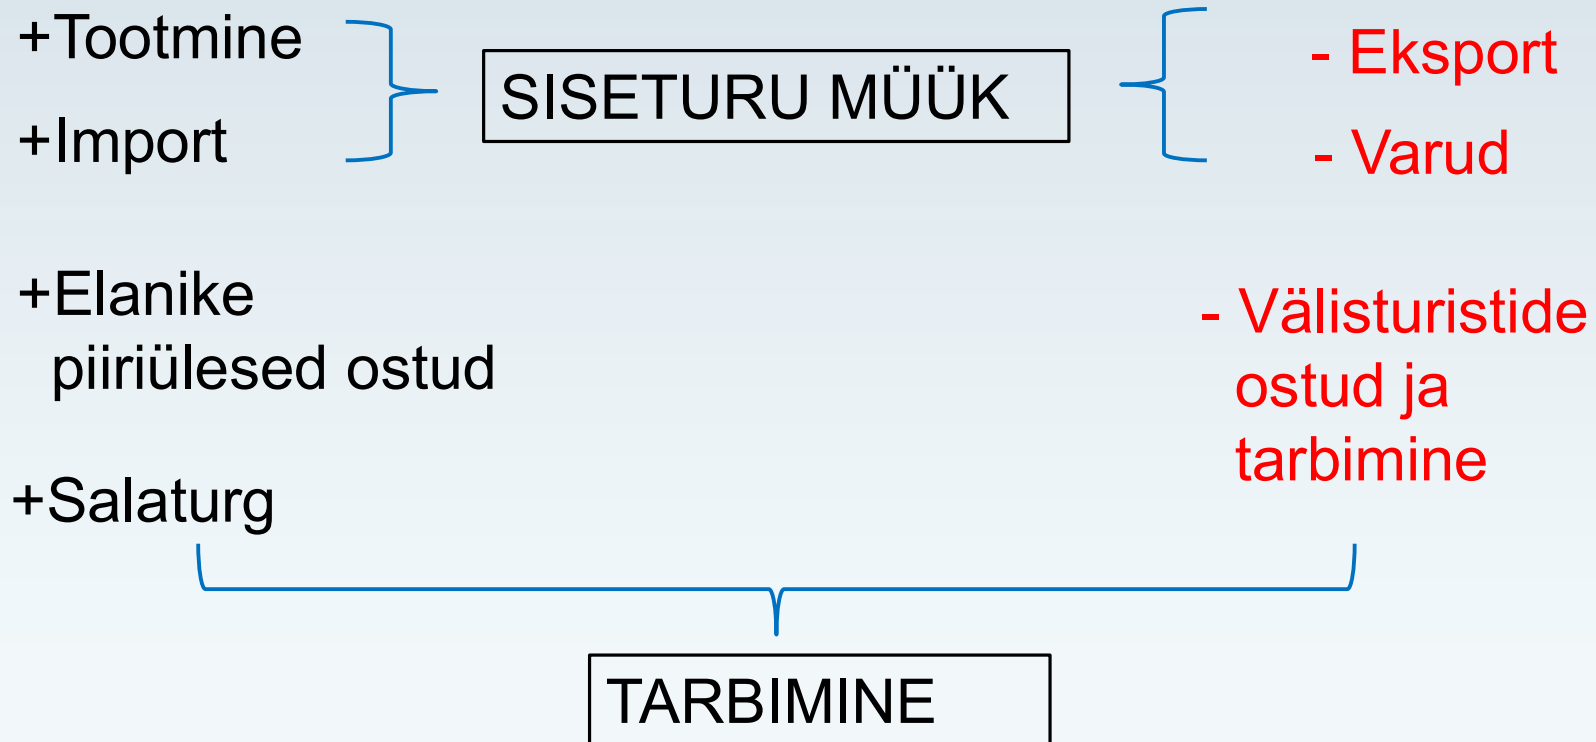 +Tootmine
+Import
SISETURU MÜÜK
- Eksport
- Varud
+Elanike
piiriülesed ostud
- Välisturistide
ostud ja
tarbimine
+Salaturg
TARBIMINE